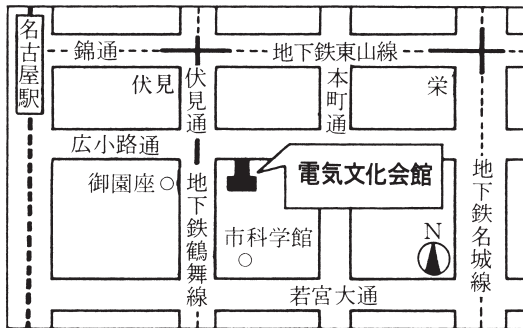 名古屋駅
錦通
地下鉄東山線
伏見
伏見通
本町通
栄
広小路通
御園座
地下鉄鶴舞線
電気文化会館
市科学館
地下鉄名城線
N
若宮大通